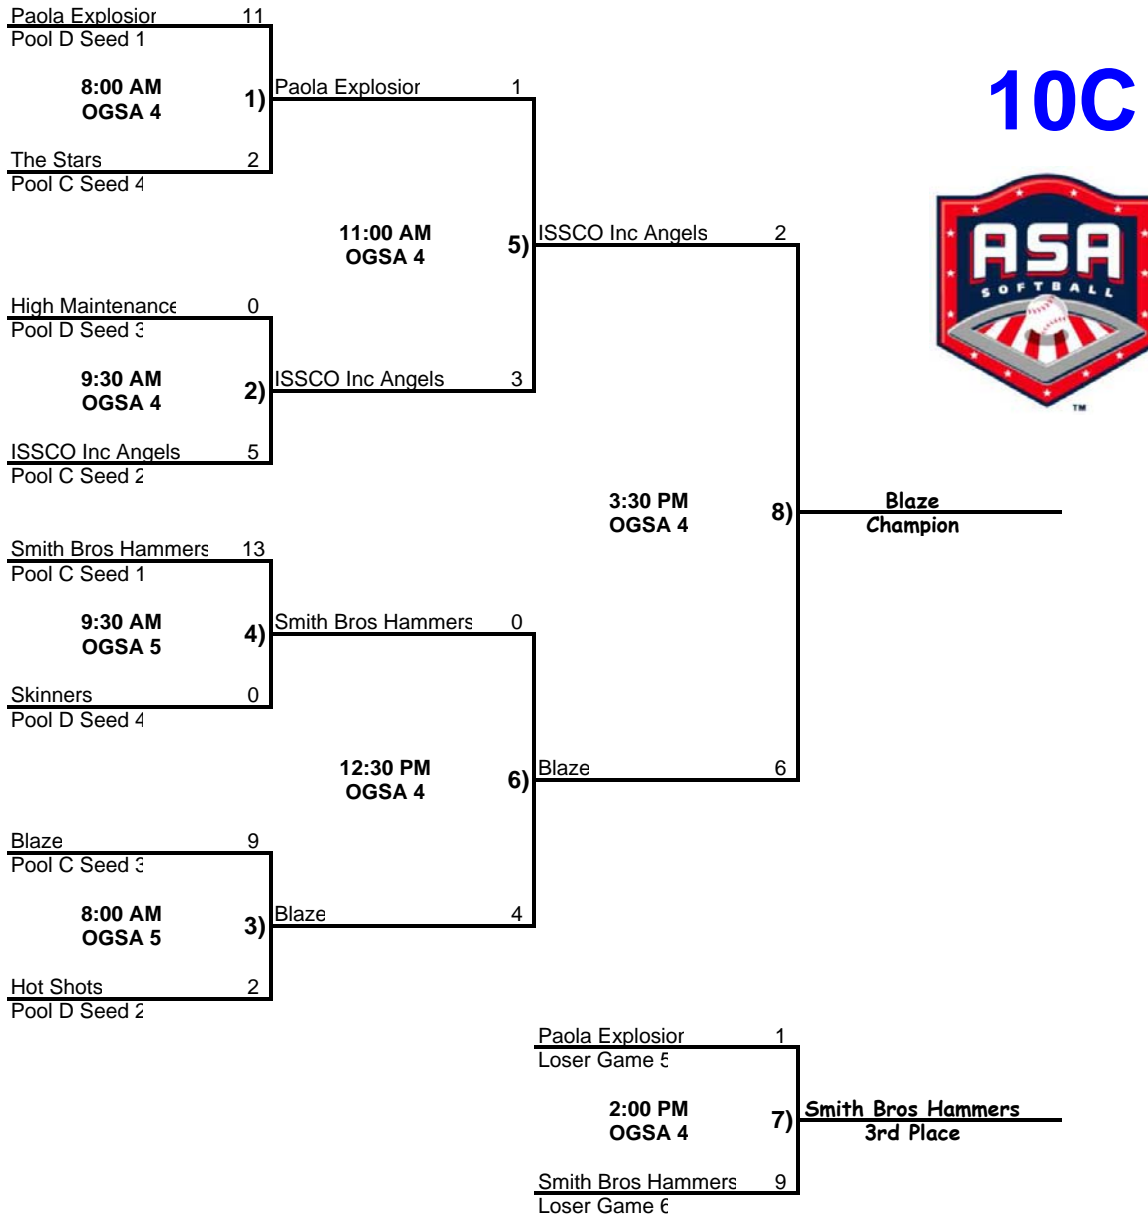 Paola Explosion 11
Pool D Seed 1
8:00 AM
OGSA 4
1)
The Stars 2
Pool C Seed 4
Paola Explosion 1
11:00 AM
OGSA 4
5)
High Maintenance 0
Pool D Seed 3
9:30 AM
OGSA 4
2)
ISSCO Inc Angels 5
Pool C Seed 2
ISSCO Inc Angels 3
ISSCO Inc Angels 2
10C
ASA
SOFTBALL
TM
3:30 PM
OGSA 4
8)
Blaze
Champion
Smith Bros Hammers 13
Pool C Seed 1
9:30 AM
OGSA 5
4)
Skinners 0
Pool D Seed 4
Smith Bros Hammers 0
12:30 PM
OGSA 4
6)
Blaze 6
Blaze 9
Pool C Seed 3
8:00 AM
OGSA 5
3)
Hot Shots 2
Pool D Seed 2
Blaze 4
Paola Explosion 1
Loser Game 5
2:00 PM
OGSA 4
7)
Smith Bros Hammers 9
Loser Game 6
Smith Bros Hammers
3rd Place